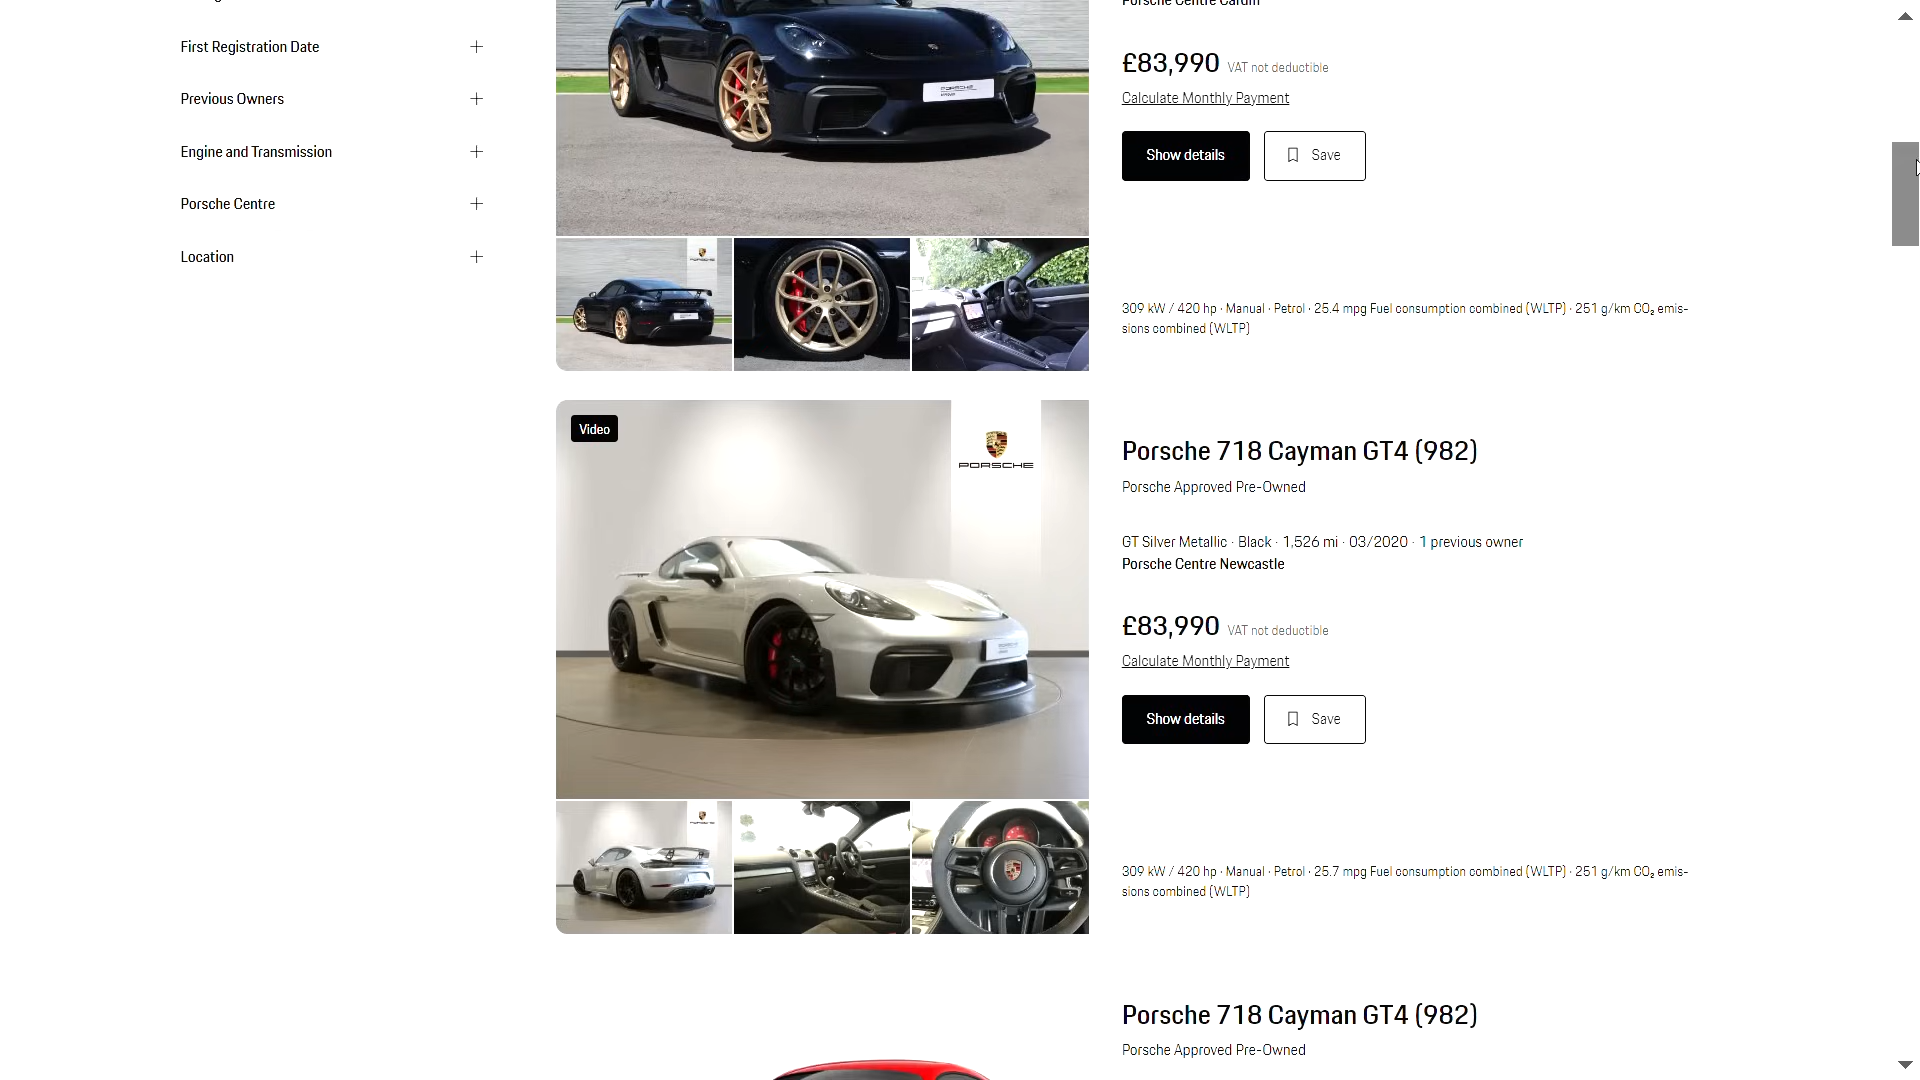 First Registration Date
Previous Owners
Engine and Transmission
Porsche Centre
Location
£83,990 VAT not deductible
Calculate Monthly Payment
Show details
Save
309 kW / 420 hp · Manual · Petrol · 25.4 mpg Fuel consumption combined (WLTP) · 251 g/km CO₂ emis-
sions combined (WLTP)
Video
PORSCHE
Porsche 718 Cayman GT4 (982)
Porsche Approved Pre-Owned
GT Silver Metallic · Black · 1,526 mi · 03/2020 · 1 previous owner
Porsche Centre Newcastle
£83,990 VAT not deductible
Calculate Monthly Payment
Show details
Save
309 kW / 420 hp · Manual · Petrol · 25.7 mpg Fuel consumption combined (WLTP) · 251 g/km CO₂ emis-
sions combined (WLTP)
Porsche 718 Cayman GT4 (982)
Porsche Approved Pre-Owned